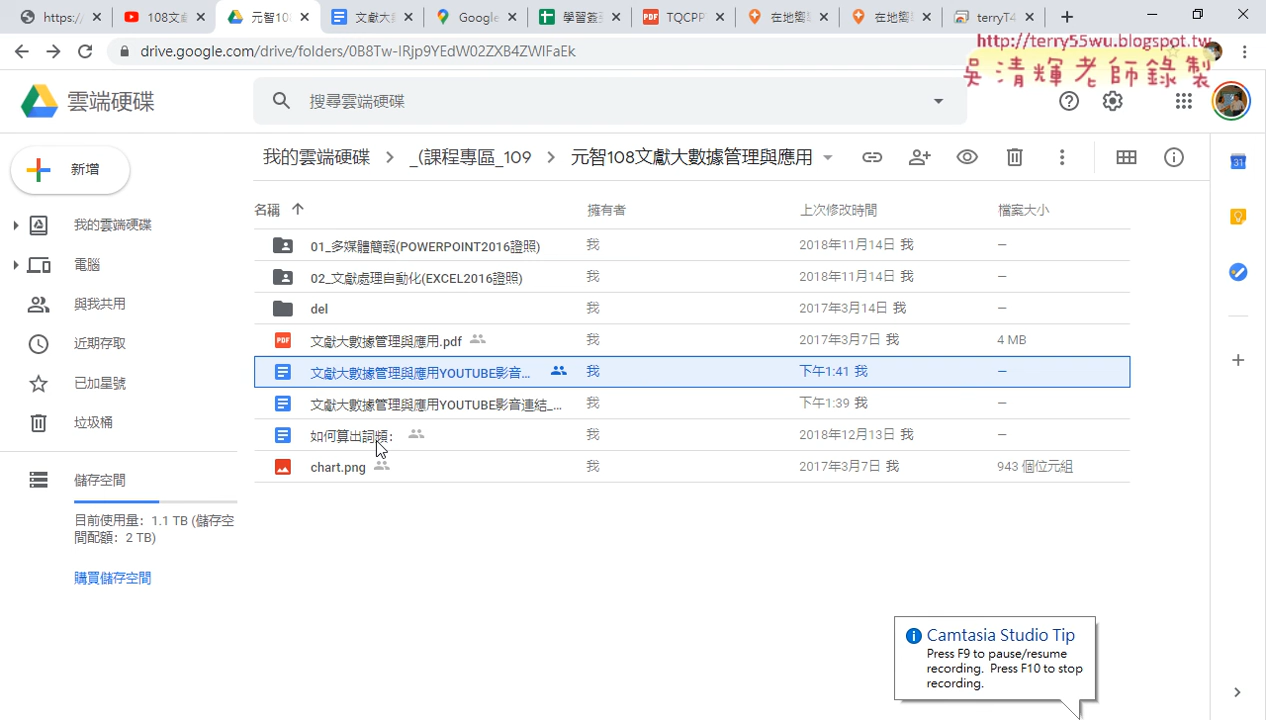 https:/
108文獻
元智10
文獻大
Google
學習簽
TQCPP
在地嚮
在地嚮
terryT4
drive.google.com/drive/folders/0B8Tw-IRjp9YEdW02ZXB4ZWlFaEk
http://terry55wu.blogspot.tw
吳清輝老師錄製
雲端硬碟
搜尋雲端硬碟
新增
我的雲端硬碟
電腦
與我共用
近期存取
已加星號
垃圾桶
儲存空間
目前使用量：1.1 TB (儲存空
間配額：2 TB)
購買儲存空間
我的雲端硬碟 > _(課程專區_109 > 元智108文獻大數據管理與應用
名稱 擁有者 上次修改時間 檔案大小
01_多媒體簡報(POWERPOINT2016證照) 我 2018年11月14日 我 –
02_文獻處理自動化(EXCEL2016證照) 我 2018年11月14日 我 –
del 我 2017年3月14日 我 –
文獻大數據管理與應用.pdf 我 2017年3月7日 我 4 MB
文獻大數據管理與應用YOUTUBE影音... 我 下午1:41 我 –
文獻大數據管理與應用YOUTUBE影音連結_... 我 下午1:39 我 –
如何算出詞頻： 我 2018年12月13日 我 –
chart.png 我 2017年3月7日 我 943 個位元組
31
Camtasia Studio Tip
Press F9 to pause/resume
recording. Press F10 to stop
recording.